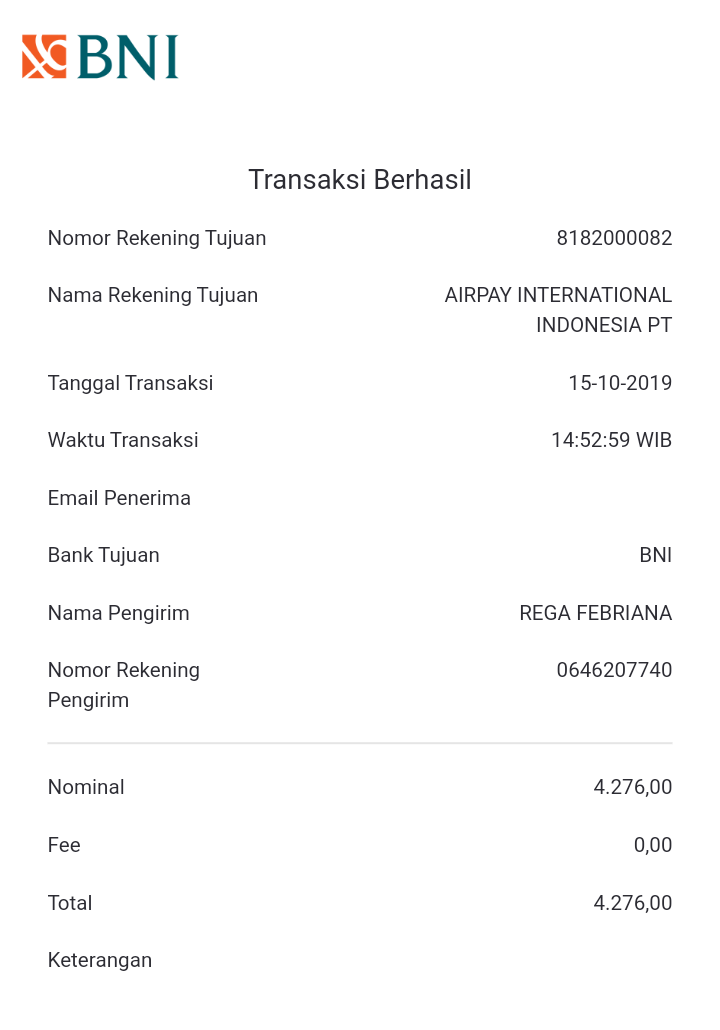 BNI
Transaksi Berhasil
Nomor Rekening Tujuan 8182000082
Nama Rekening Tujuan AIRPAY INTERNATIONAL
INDONESIA PT
Tanggal Transaksi 15-10-2019
Waktu Transaksi 14:52:59 WIB
Email Penerima
Bank Tujuan BNI
Nama Pengirim REGA FEBRIANA
Nomor Rekening 0646207740
Pengirim
Nominal 4.276,00
Fee 0,00
Total 4.276,00
Keterangan